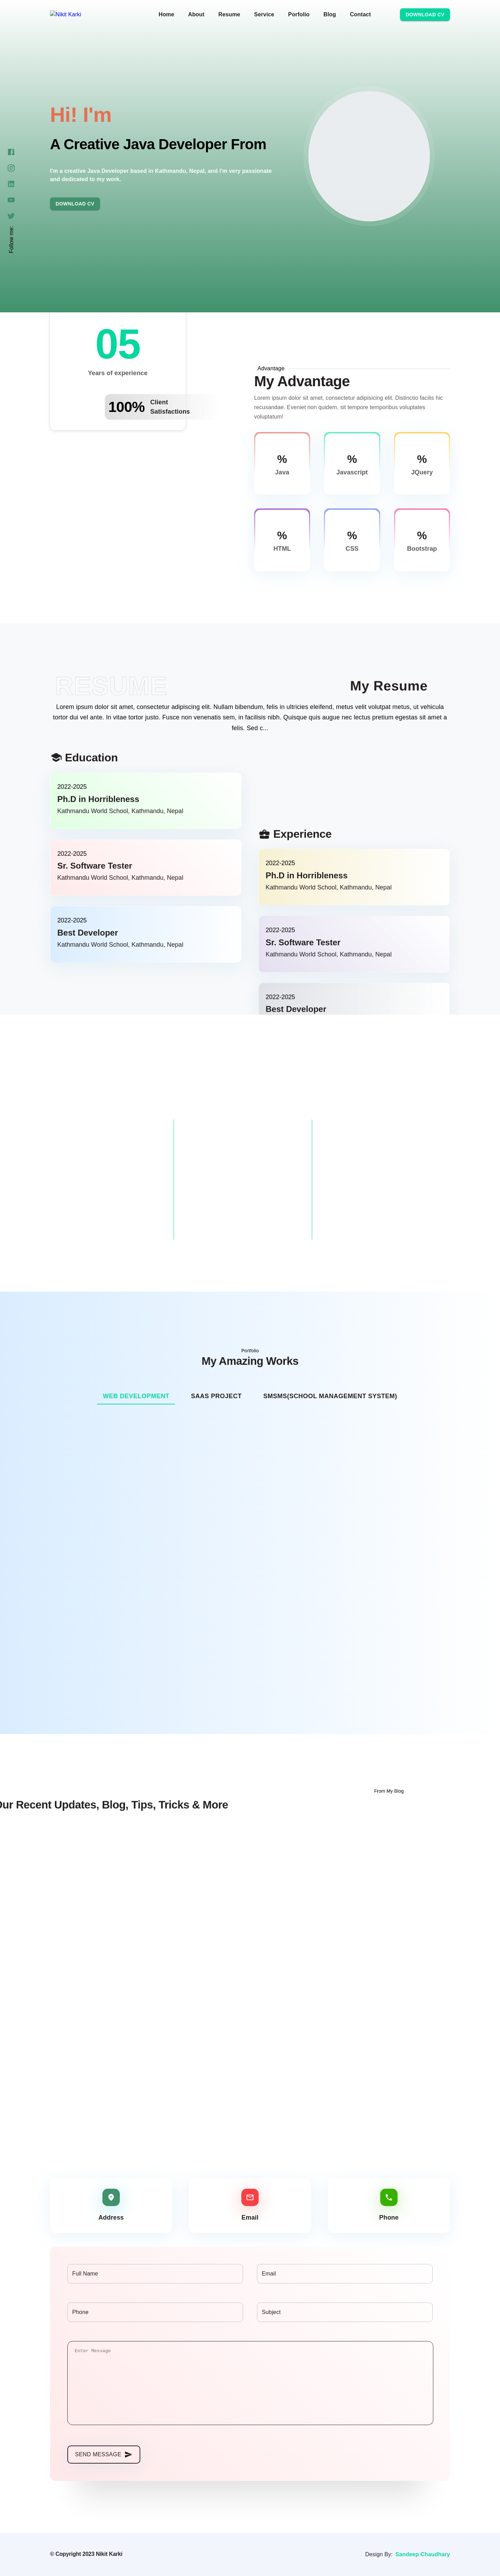 Nikit Karki
Home About Resume Service Porfolio Blog Contact DOWNLOAD CV
Hi! I'm
A Creative Java Developer From
I'm a creative Java Developer based in Kathmandu, Nepal, and I'm very passionate
and dedicated to my work.
DOWNLOAD CV
Follow me:
05
Years of experience
100% Client
Satisfactions
Advantage
My Advantage
Lorem ipsum dolor sit amet, consectetur adipisicing elit. Distinctio facilis hic
recusandae. Eveniet non quidem, sit tempore temporibus voluptates
voluptatum!
%
Java
%
Javascript
%
JQuery
%
HTML
%
CSS
%
Bootstrap
RESUME
My Resume
Lorem ipsum dolor sit amet, consectetur adipiscing elit. Nullam bibendum, felis in ultricies eleifend, metus velit volutpat metus, ut vehicula
tortor dui vel ante. In vitae tortor justo. Fusce non venenatis sem, in facilisis nibh. Quisque quis augue nec lectus pretium egestas sit amet a
felis. Sed c...
Education
2022-2025
Ph.D in Horribleness
Kathmandu World School, Kathmandu, Nepal
2022-2025
Sr. Software Tester
Kathmandu World School, Kathmandu, Nepal
2022-2025
Best Developer
Kathmandu World School, Kathmandu, Nepal
Experience
2022-2025
Ph.D in Horribleness
Kathmandu World School, Kathmandu, Nepal
2022-2025
Sr. Software Tester
Kathmandu World School, Kathmandu, Nepal
2022-2025
Best Developer
Portfolio
My Amazing Works
WEB DEVELOPMENT SAAS PROJECT SMSMS(SCHOOL MANAGEMENT SYSTEM)
From My Blog
Our Recent Updates, Blog, Tips, Tricks & More
Address
Email
Phone
Full Name
Email
Phone
Subject
Enter Message
SEND MESSAGE
© Copyright 2023 Nikit Karki
Design By: Sandeep Chaudhary